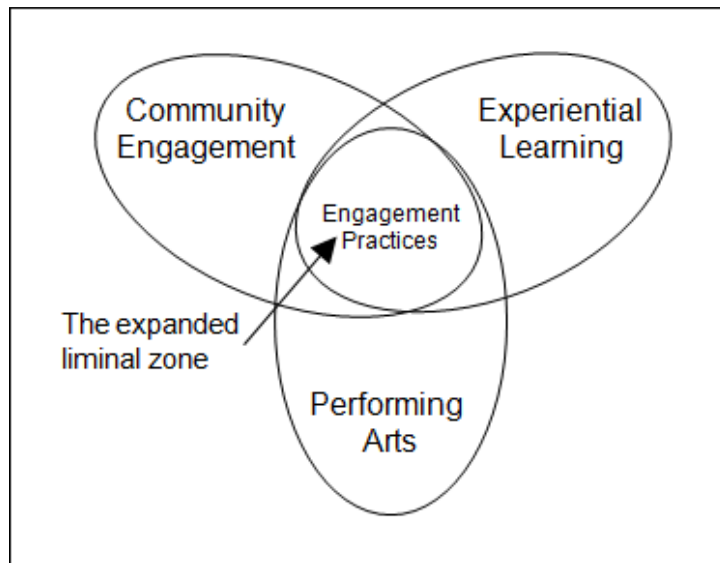 Community
Engagement
Experiential
Learning
Engagement
Practices
The expanded
liminal zone
Performing
Arts